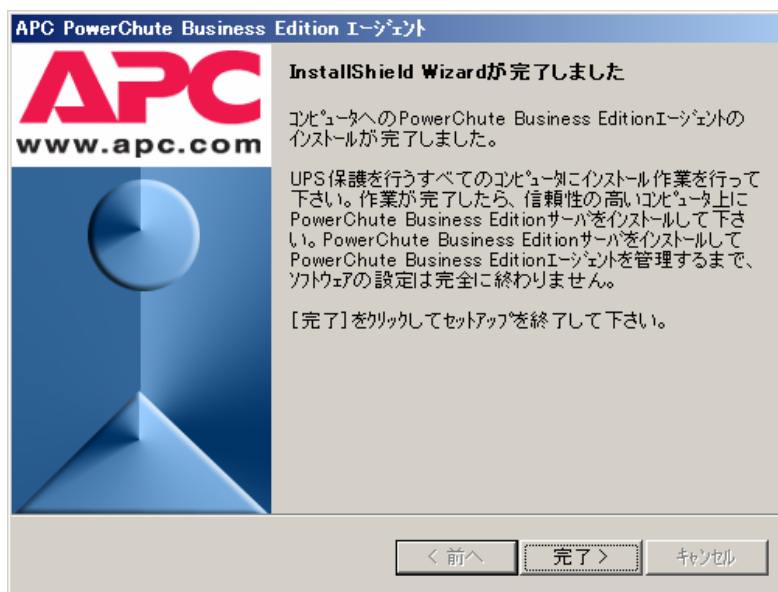 APC PowerChute Business Edition ｴｰｼﾞｪﾝﾄ
APC
www.apc.com
InstallShield Wizardが完了しました
ｺﾝﾋﾟｭｰﾀへのPowerChute Business Editionｴｰｼﾞｪﾝﾄの
ｲﾝｽﾄｰﾙが完了しました。
UPS保護を行うすべてのｺﾝﾋﾟｭｰﾀにｲﾝｽﾄｰﾙ作業を行って
下さい。作業が完了したら、信頼性の高いｺﾝﾋﾟｭｰﾀ上に
PowerChute Business Editionｻｰﾊﾞをｲﾝｽﾄｰﾙして下さ
い。PowerChute Business Editionｻｰﾊﾞをｲﾝｽﾄｰﾙして
PowerChute Business Editionｴｰｼﾞｪﾝﾄを管理するまで、
ｿﾌﾄｳｪｱの設定は完全に終わりません。
[完了]をｸﾘｯｸしてｾｯﾄｱｯﾌﾟを終了して下さい。
< 前へ
完了 >
ｷｬﾝｾﾙ